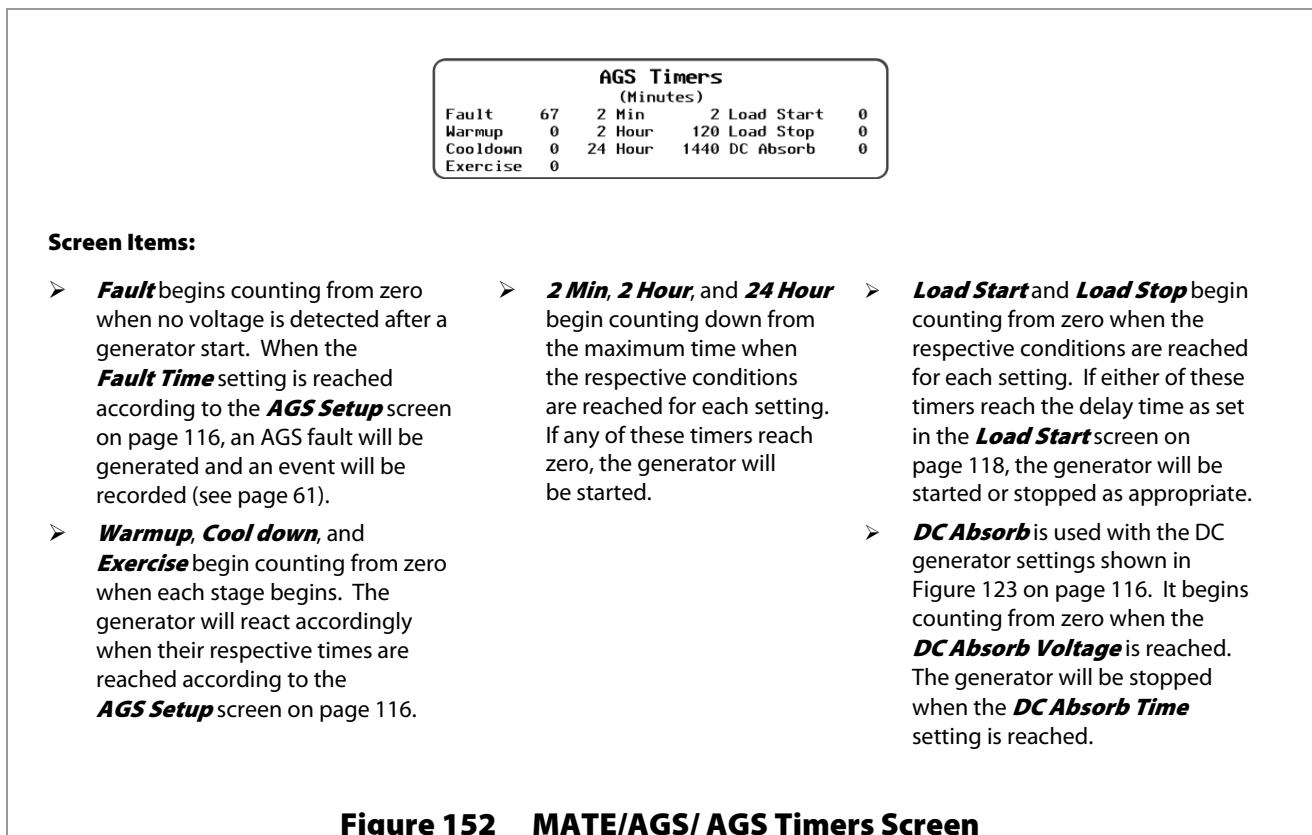 AGS Timers
(Minutes)
Fault 67 2 Min 2 Load Start 0
Warmup 0 2 Hour 120 Load Stop 0
Cooldown 0 24 Hour 1440 DC Absorb 0
Exercise 0
Screen Items:
➢ Fault begins counting from zero
when no voltage is detected after a
generator start. When the
Fault Time setting is reached
according to the AGS Setup screen
on page 116, an AGS fault will be
generated and an event will be
recorded (see page 61).
➢ Warmup, Cool down, and
Exercise begin counting from zero
when each stage begins. The
generator will react accordingly
when their respective times are
reached according to the
AGS Setup screen on page 116.
➢ 2 Min, 2 Hour, and 24 Hour
begin counting down from
the maximum time when
the respective conditions
are reached for each setting.
If any of these timers reach
zero, the generator will
be started.
➢ Load Start and Load Stop begin
counting from zero when the
respective conditions are reached
for each setting. If either of these
timers reach the delay time as set
in the Load Start screen on
page 118, the generator will be
started or stopped as appropriate.
➢ DC Absorb is used with the DC
generator settings shown in
Figure 123 on page 116. It begins
counting from zero when the
DC Absorb Voltage is reached.
The generator will be stopped
when the DC Absorb Time
setting is reached.
Figure 152 MATE/AGS/ AGS Timers Screen